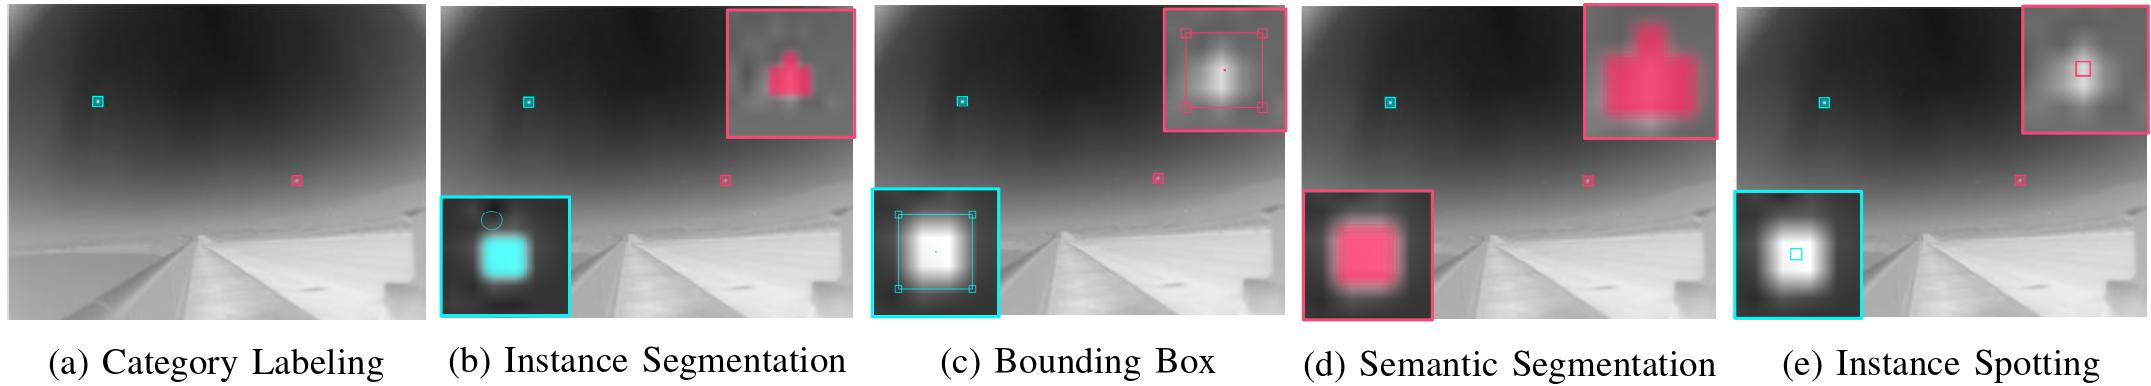 (a) Category Labeling
(b) Instance Segmentation
(c) Bounding Box
(d) Semantic Segmentation
(e) Instance Spotting